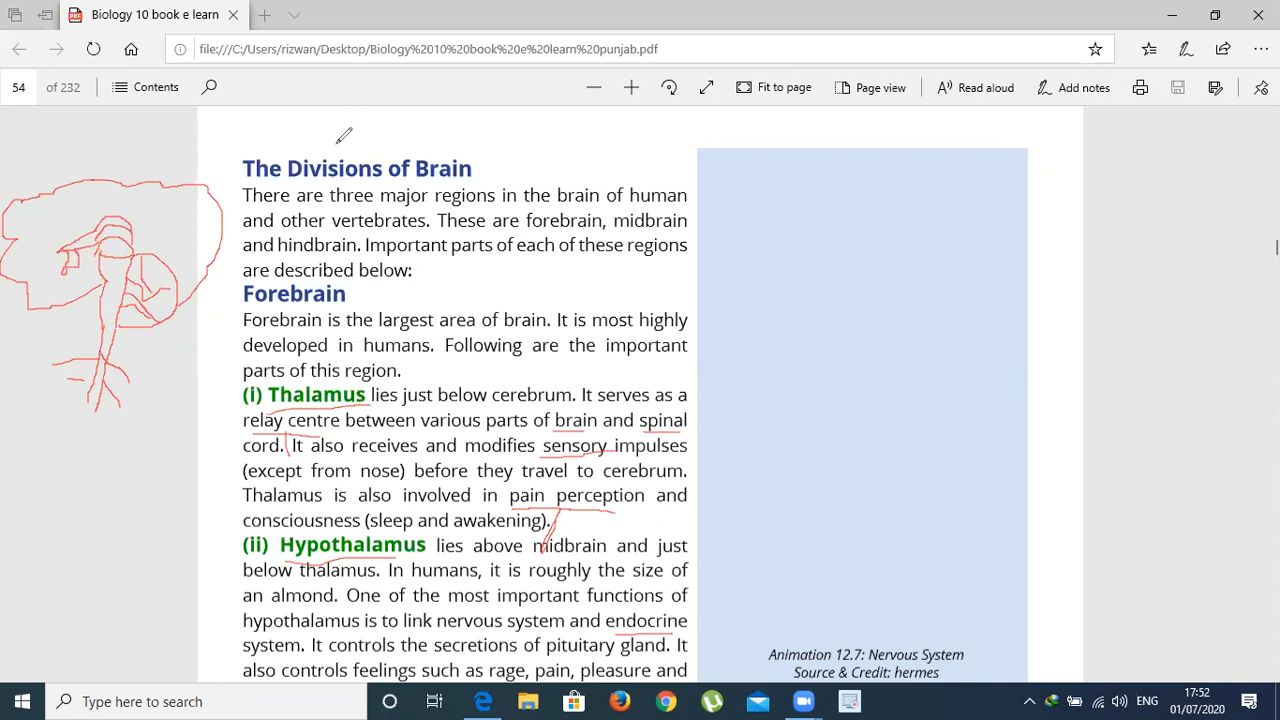 Biology 10 book e learn
file:///C:/Users/rizwan/Desktop/Biology%2010%20book%20e%20learn%20punjab.pdf
54 of 232 Contents Fit to page Page view Read aloud Add notes
The Divisions of Brain
There are three major regions in the brain of human
and other vertebrates. These are forebrain, midbrain
and hindbrain. Important parts of each of these regions
are described below:
Forebrain
Forebrain is the largest area of brain. It is most highly
developed in humans. Following are the important
parts of this region.
(i) Thalamus lies just below cerebrum. It serves as a
relay centre between various parts of brain and spinal
cord. It also receives and modifies sensory impulses
(except from nose) before they travel to cerebrum.
Thalamus is also involved in pain perception and
consciousness (sleep and awakening).
(ii) Hypothalamus lies above midbrain and just
below thalamus. In humans, it is roughly the size of
an almond. One of the most important functions of
hypothalamus is to link nervous system and endocrine
system. It controls the secretions of pituitary gland. It
also controls feelings such as rage, pain, pleasure and
Animation 12.7: Nervous System
Source & Credit: hermes
Type here to search
ENG
17:52
01/07/2020